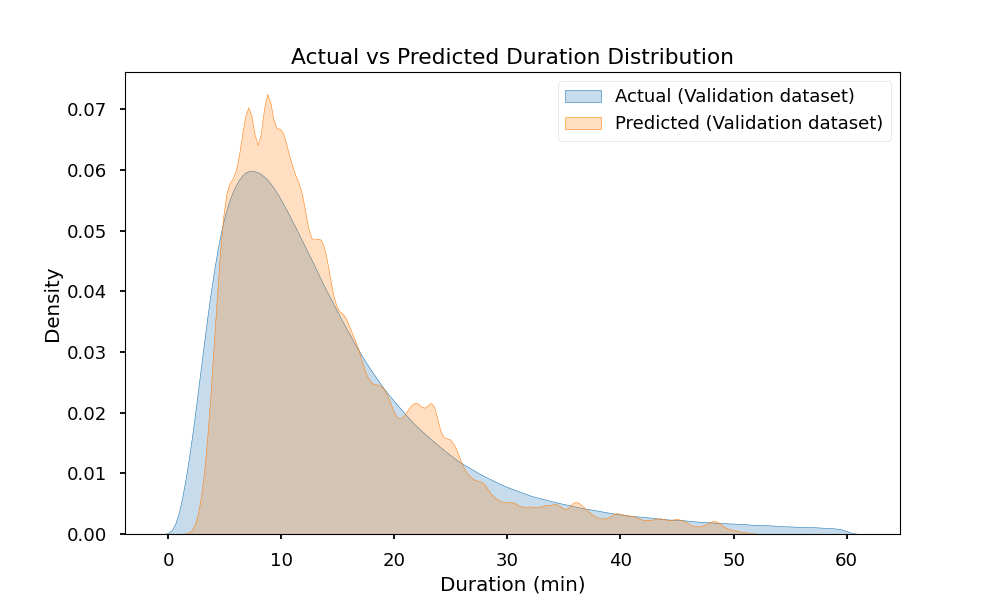 Actual vs Predicted Duration Distribution
Actual (Validation dataset)
Predicted (Validation dataset)
Density
0.07
0.06
0.05
0.04
0.03
0.02
0.01
0.00
0 10 20 30 40 50 60
Duration (min)